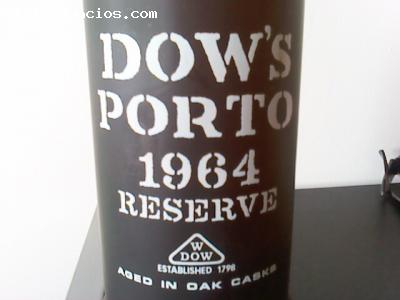 DOW'S
PORTO
1964
RESERVE
W
DOW
ESTABLISHED 1798
AGED IN OAK CASKS